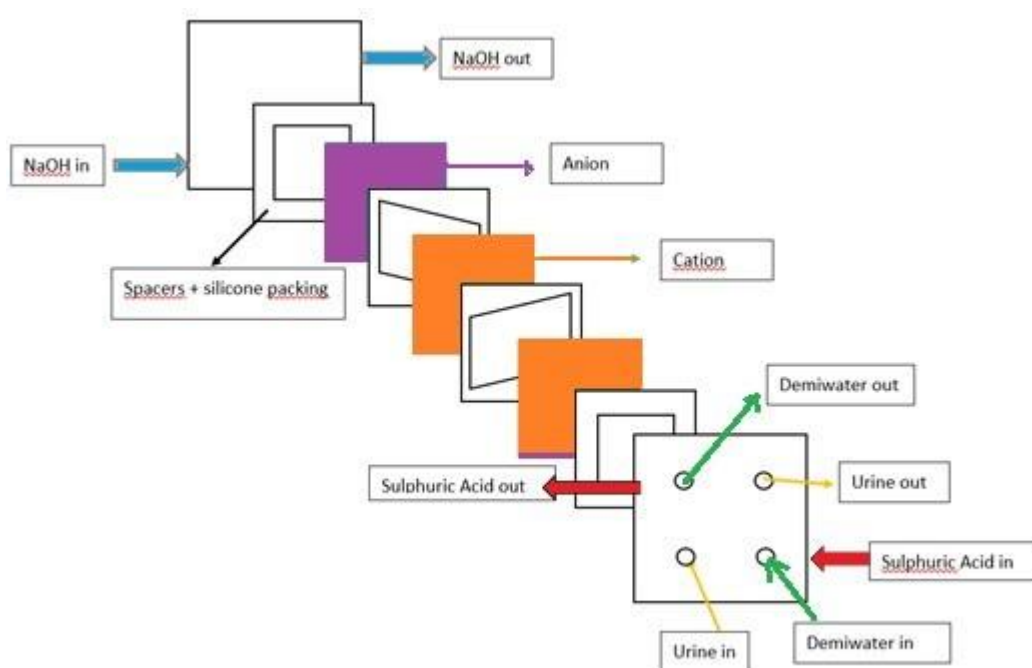 NaOH out
NaOH in
Anion
Cation
Spacers + silicone packing
Demiwater out
Sulphuric Acid out
Urine out
Sulphuric Acid in
Urine in
Demiwater in